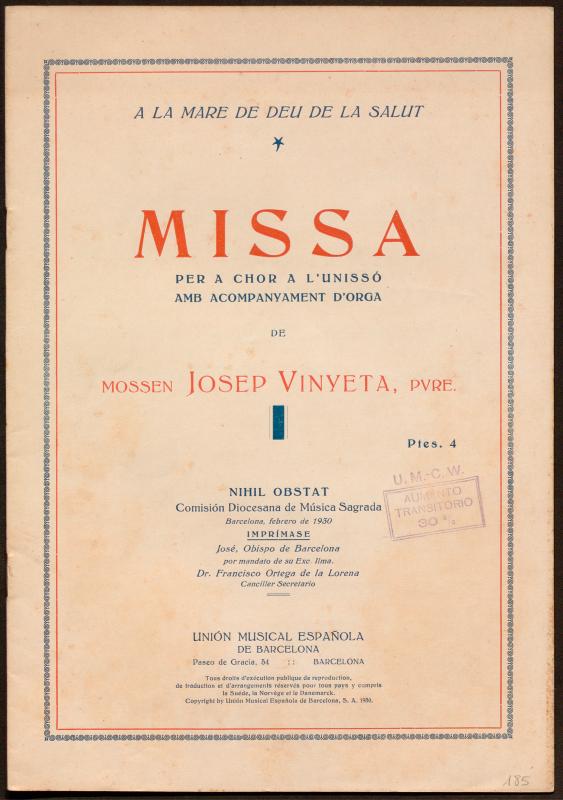 A LA MARE DE DEU DE LA SALUT
MISSA
PER A CHOR A L'UNISSÓ
AMB ACOMPANYAMENT D'ORGA
DE
MOSSEN JOSEP VINYETA, PVRE.
Ptes. 4
U. M.-C. W.
AUMENTO
TRANSITORIO
30 %
NIHIL OBSTAT
Comisión Diocesana de Música Sagrada
Barcelona, febrero de 1930
IMPRÍMASE
José, Obispo de Barcelona
por mandato de su Exc. Ilma.
Dr. Francisco Ortega de la Lorena
Canciller Secretario
UNIÓN MUSICAL ESPAÑOLA
DE BARCELONA
Paseo de Gracia, 54 :: BARCELONA
Tous droits d'exécution publique de reproduction,
de traduction et d'arrangements réservés pour tous pays y compris
la Suède, la Norvège et le Danemarck.
Copyright by Unión Musical Española de Barcelona, S. A. 1930.
185